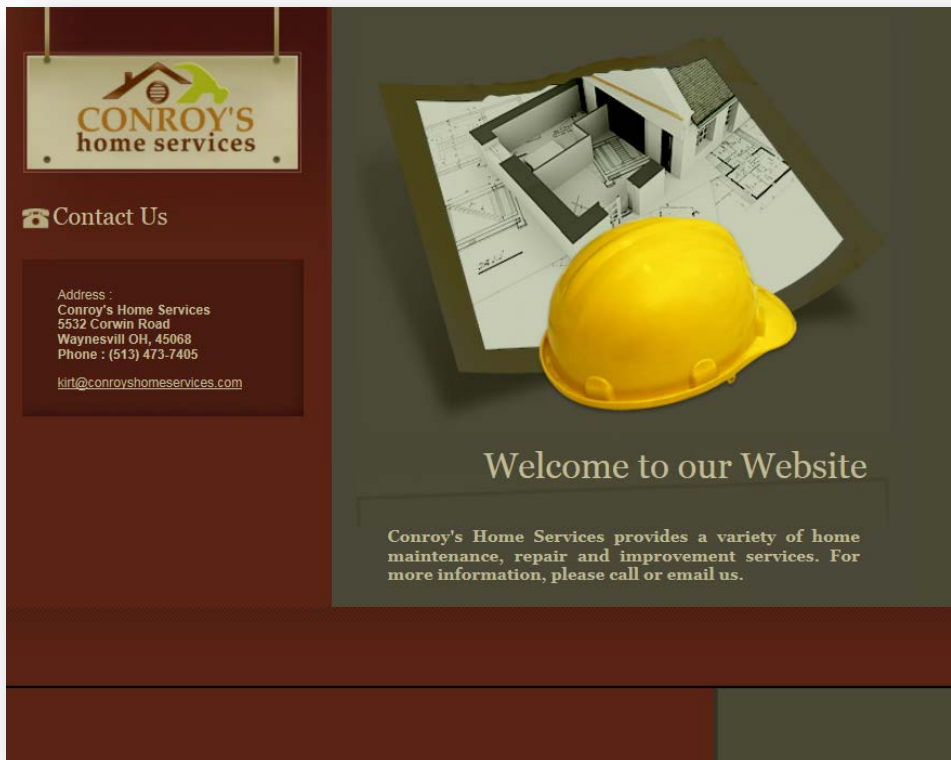 CONROY'S
home services
Contact Us
Address :
Conroy's Home Services
5532 Corwin Road
Waynesvill OH, 45068
Phone : (513) 473-7405
kirt@conroyshomeservices.com
Welcome to our Website
Conroy's Home Services provides a variety of home
maintenance, repair and improvement services. For
more information, please call or email us.